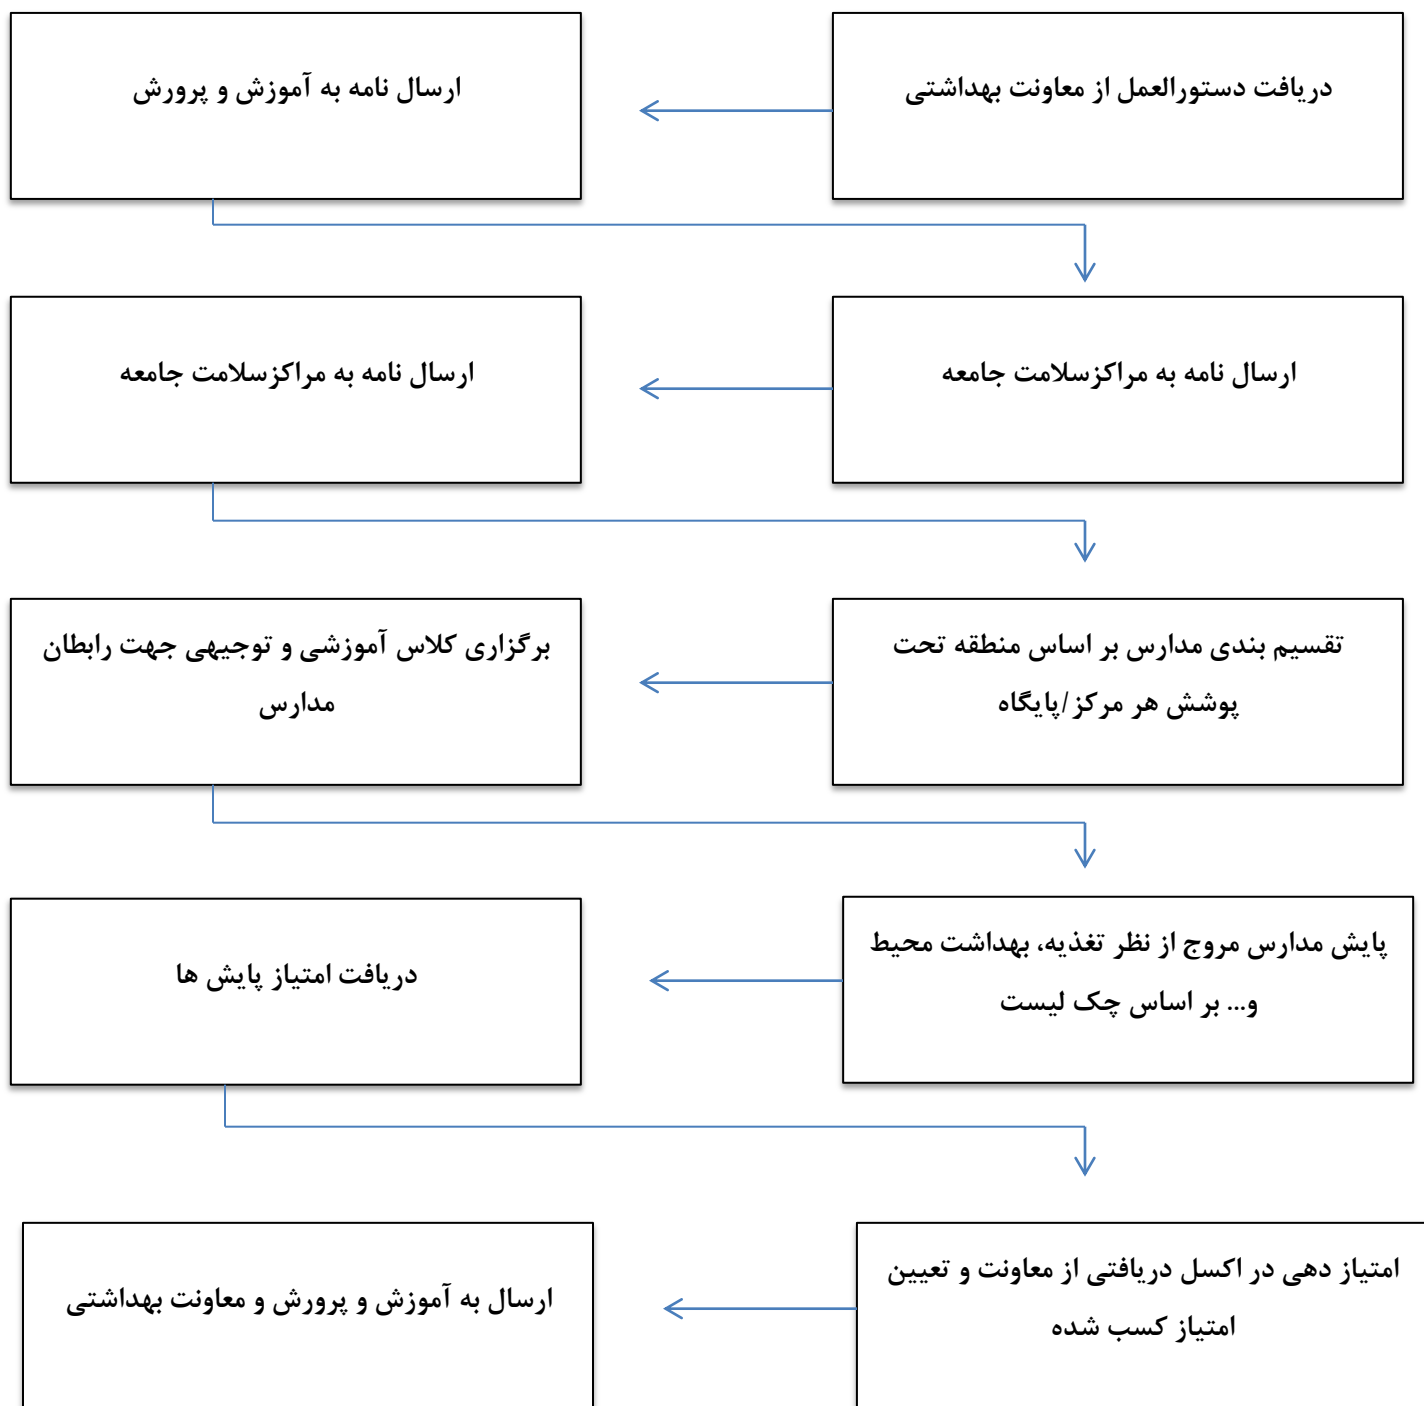 دریافت دستورالعمل از معاونت بهداشتی
ارسال نامه به آموزش و پرورش
ارسال نامه به مراکزسلامت جامعه
ارسال نامه به مراکزسلامت جامعه
تقسیم بندی مدارس بر اساس منطقه تحت
پوشش هر مرکز/پایگاه
برگزاری کلاس آموزشی و توجیهی جهت رابطان
مدارس
پایش مدارس مروج از نظر تغذیه، بهداشت محیط
و... بر اساس چک لیست
دریافت امتیاز پایش ها
امتیاز دهی در اکسل دریافتی از معاونت و تعیین
امتیاز کسب شده
ارسال به آموزش و پرورش و معاونت بهداشتی